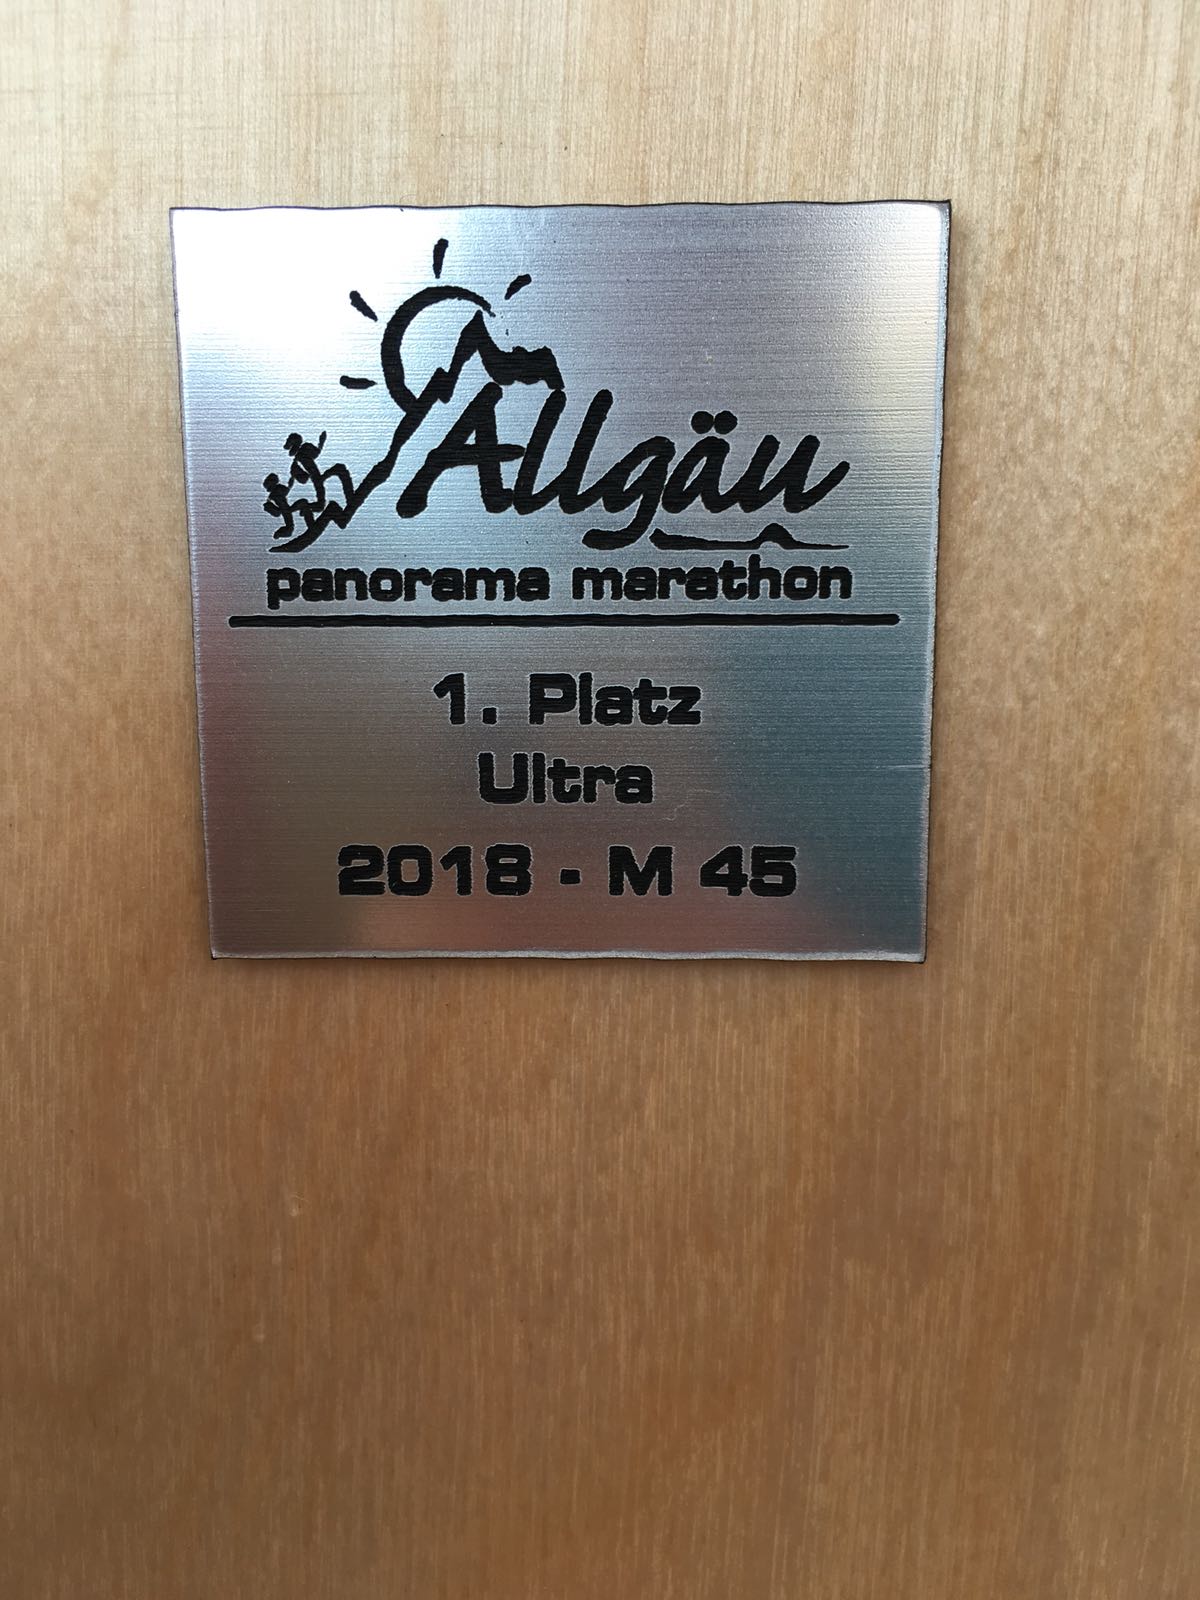 Allgäu
panorama marathon
1. Platz
Ultra
2018 - M 45